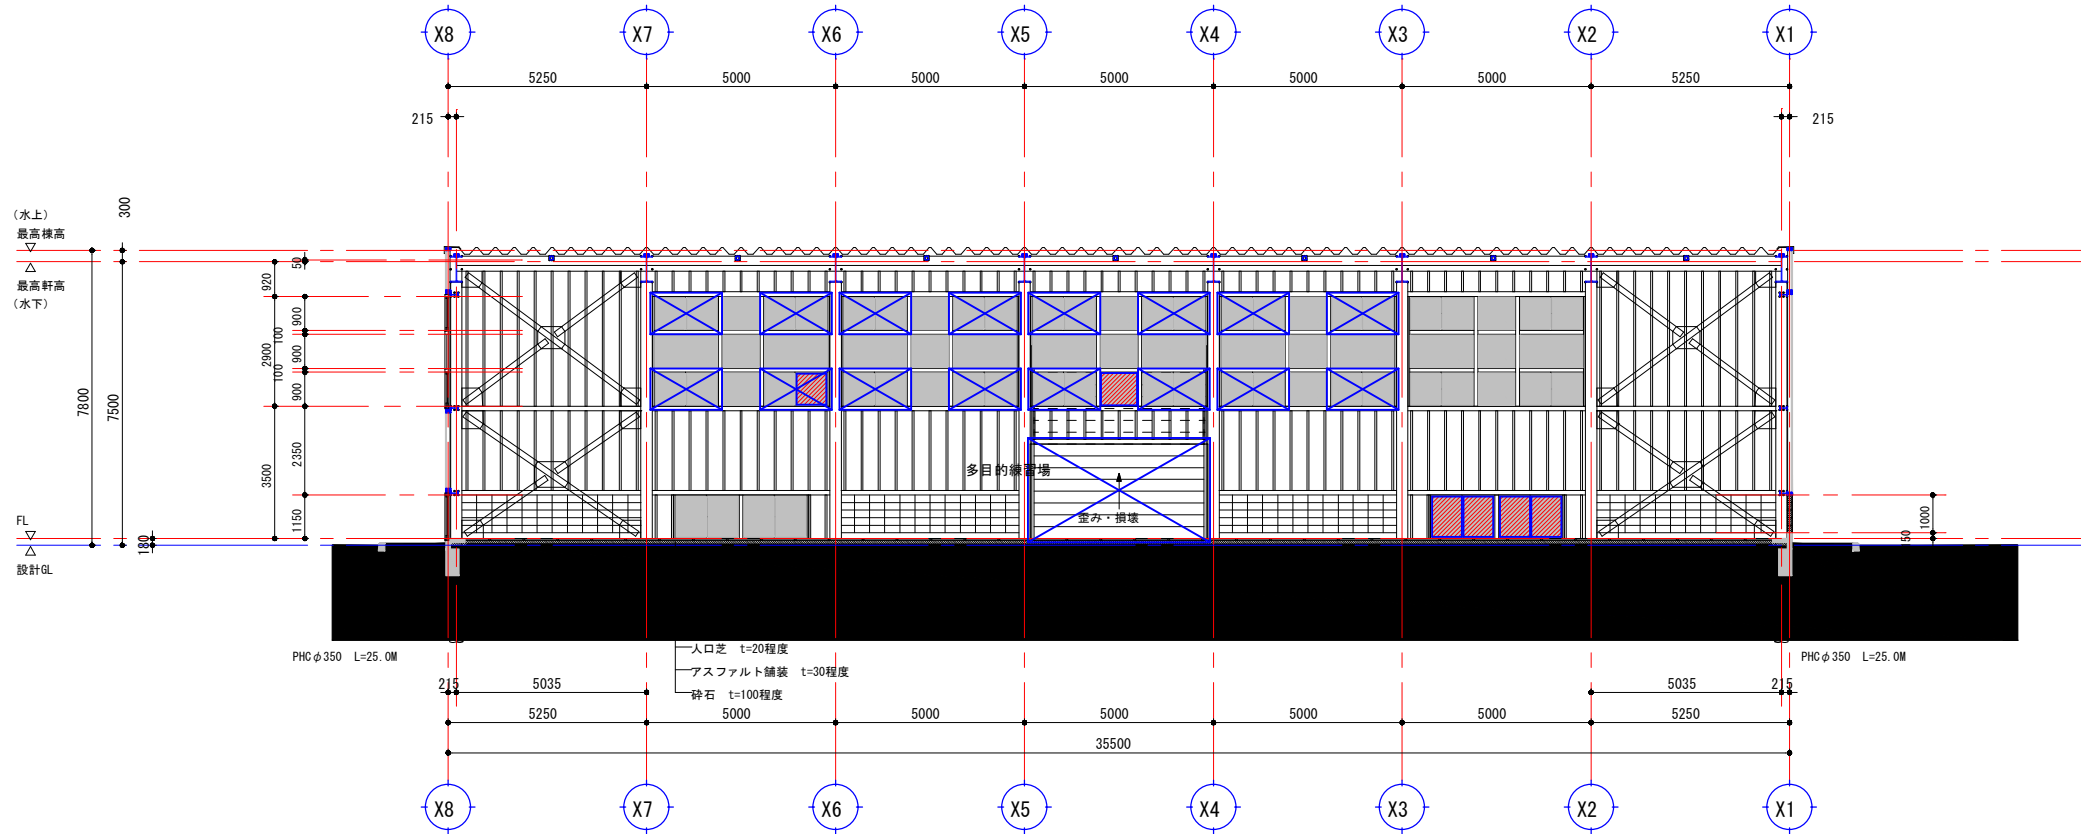 X8 X7 X6 X5 X4 X3 X2 X1
5250 5000 5000 5000 5000 5000 5250
215 215
300
(水上)
最高棟高
最高軒高
(水下)
7800
7500
50
920
900
100
2900
900
100
900
3500
2350
1150
180
FL
設計GL
多目的練習場
歪み・損壊
1000
50
PHCφ350 L=25.0M
PHCφ350 L=25.0M
人口芝 t=20程度
アスファルト舗装 t=30程度
砕石 t=100程度
215 5035 5035 215
5250 5000 5000 5000 5000 5000 5250
35500
X8 X7 X6 X5 X4 X3 X2 X1